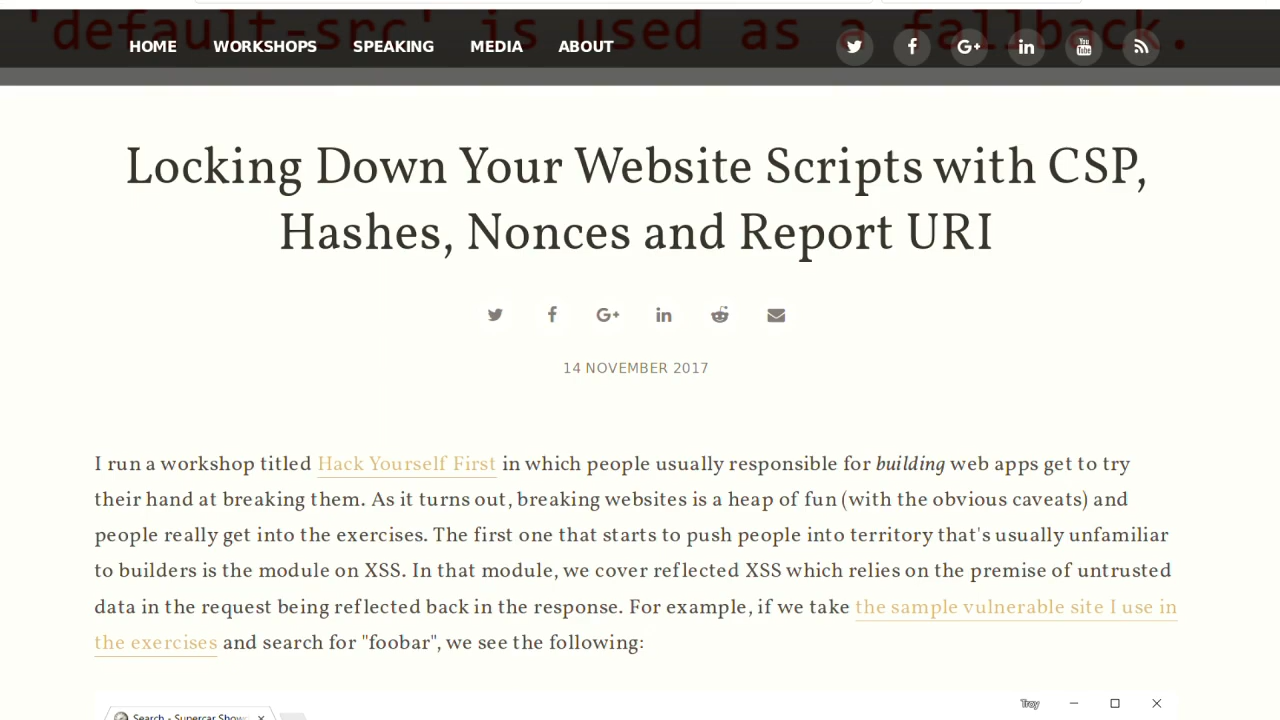 'default-src' is used as a fallback.
HOME WORKSHOPS SPEAKING MEDIA ABOUT
Locking Down Your Website Scripts with CSP,
Hashes, Nonces and Report URI
14 NOVEMBER 2017
I run a workshop titled Hack Yourself First in which people usually responsible for building web apps get to try
their hand at breaking them. As it turns out, breaking websites is a heap of fun (with the obvious caveats) and
people really get into the exercises. The first one that starts to push people into territory that's usually unfamiliar
to builders is the module on XSS. In that module, we cover reflected XSS which relies on the premise of untrusted
data in the request being reflected back in the response. For example, if we take the sample vulnerable site I use in
the exercises and search for "foobar", we see the following:
Troy
Search - Supercar Show